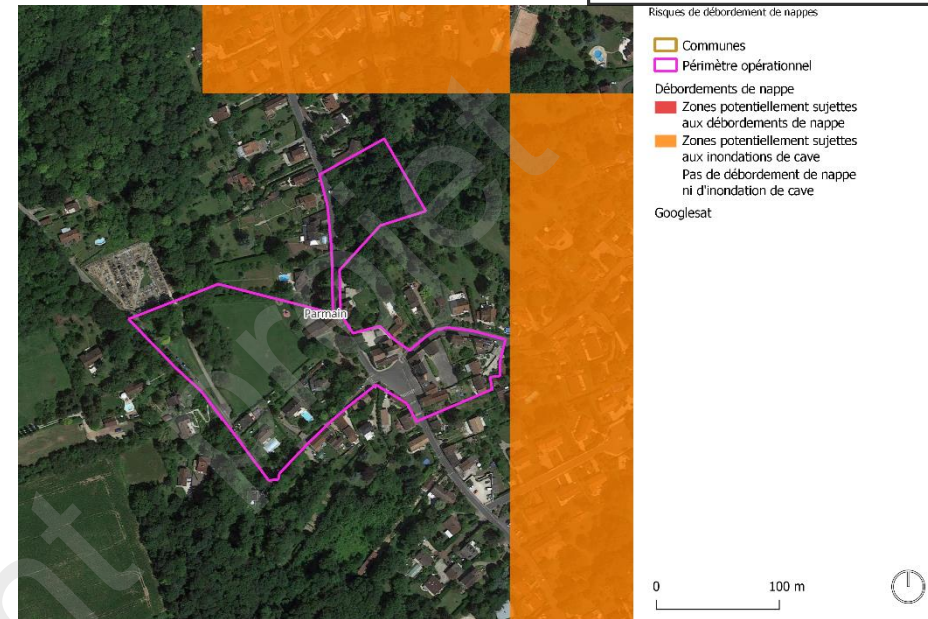 Risques de débordement de nappes
Communes
Périmètre opérationnel
Débordements de nappe
Zones potentiellement sujettes
aux débordements de nappe
Zones potentiellement sujettes
aux inondations de cave
Pas de débordement de nappe
ni d'inondation de cave
Googlesat
Parmain
0 100 m